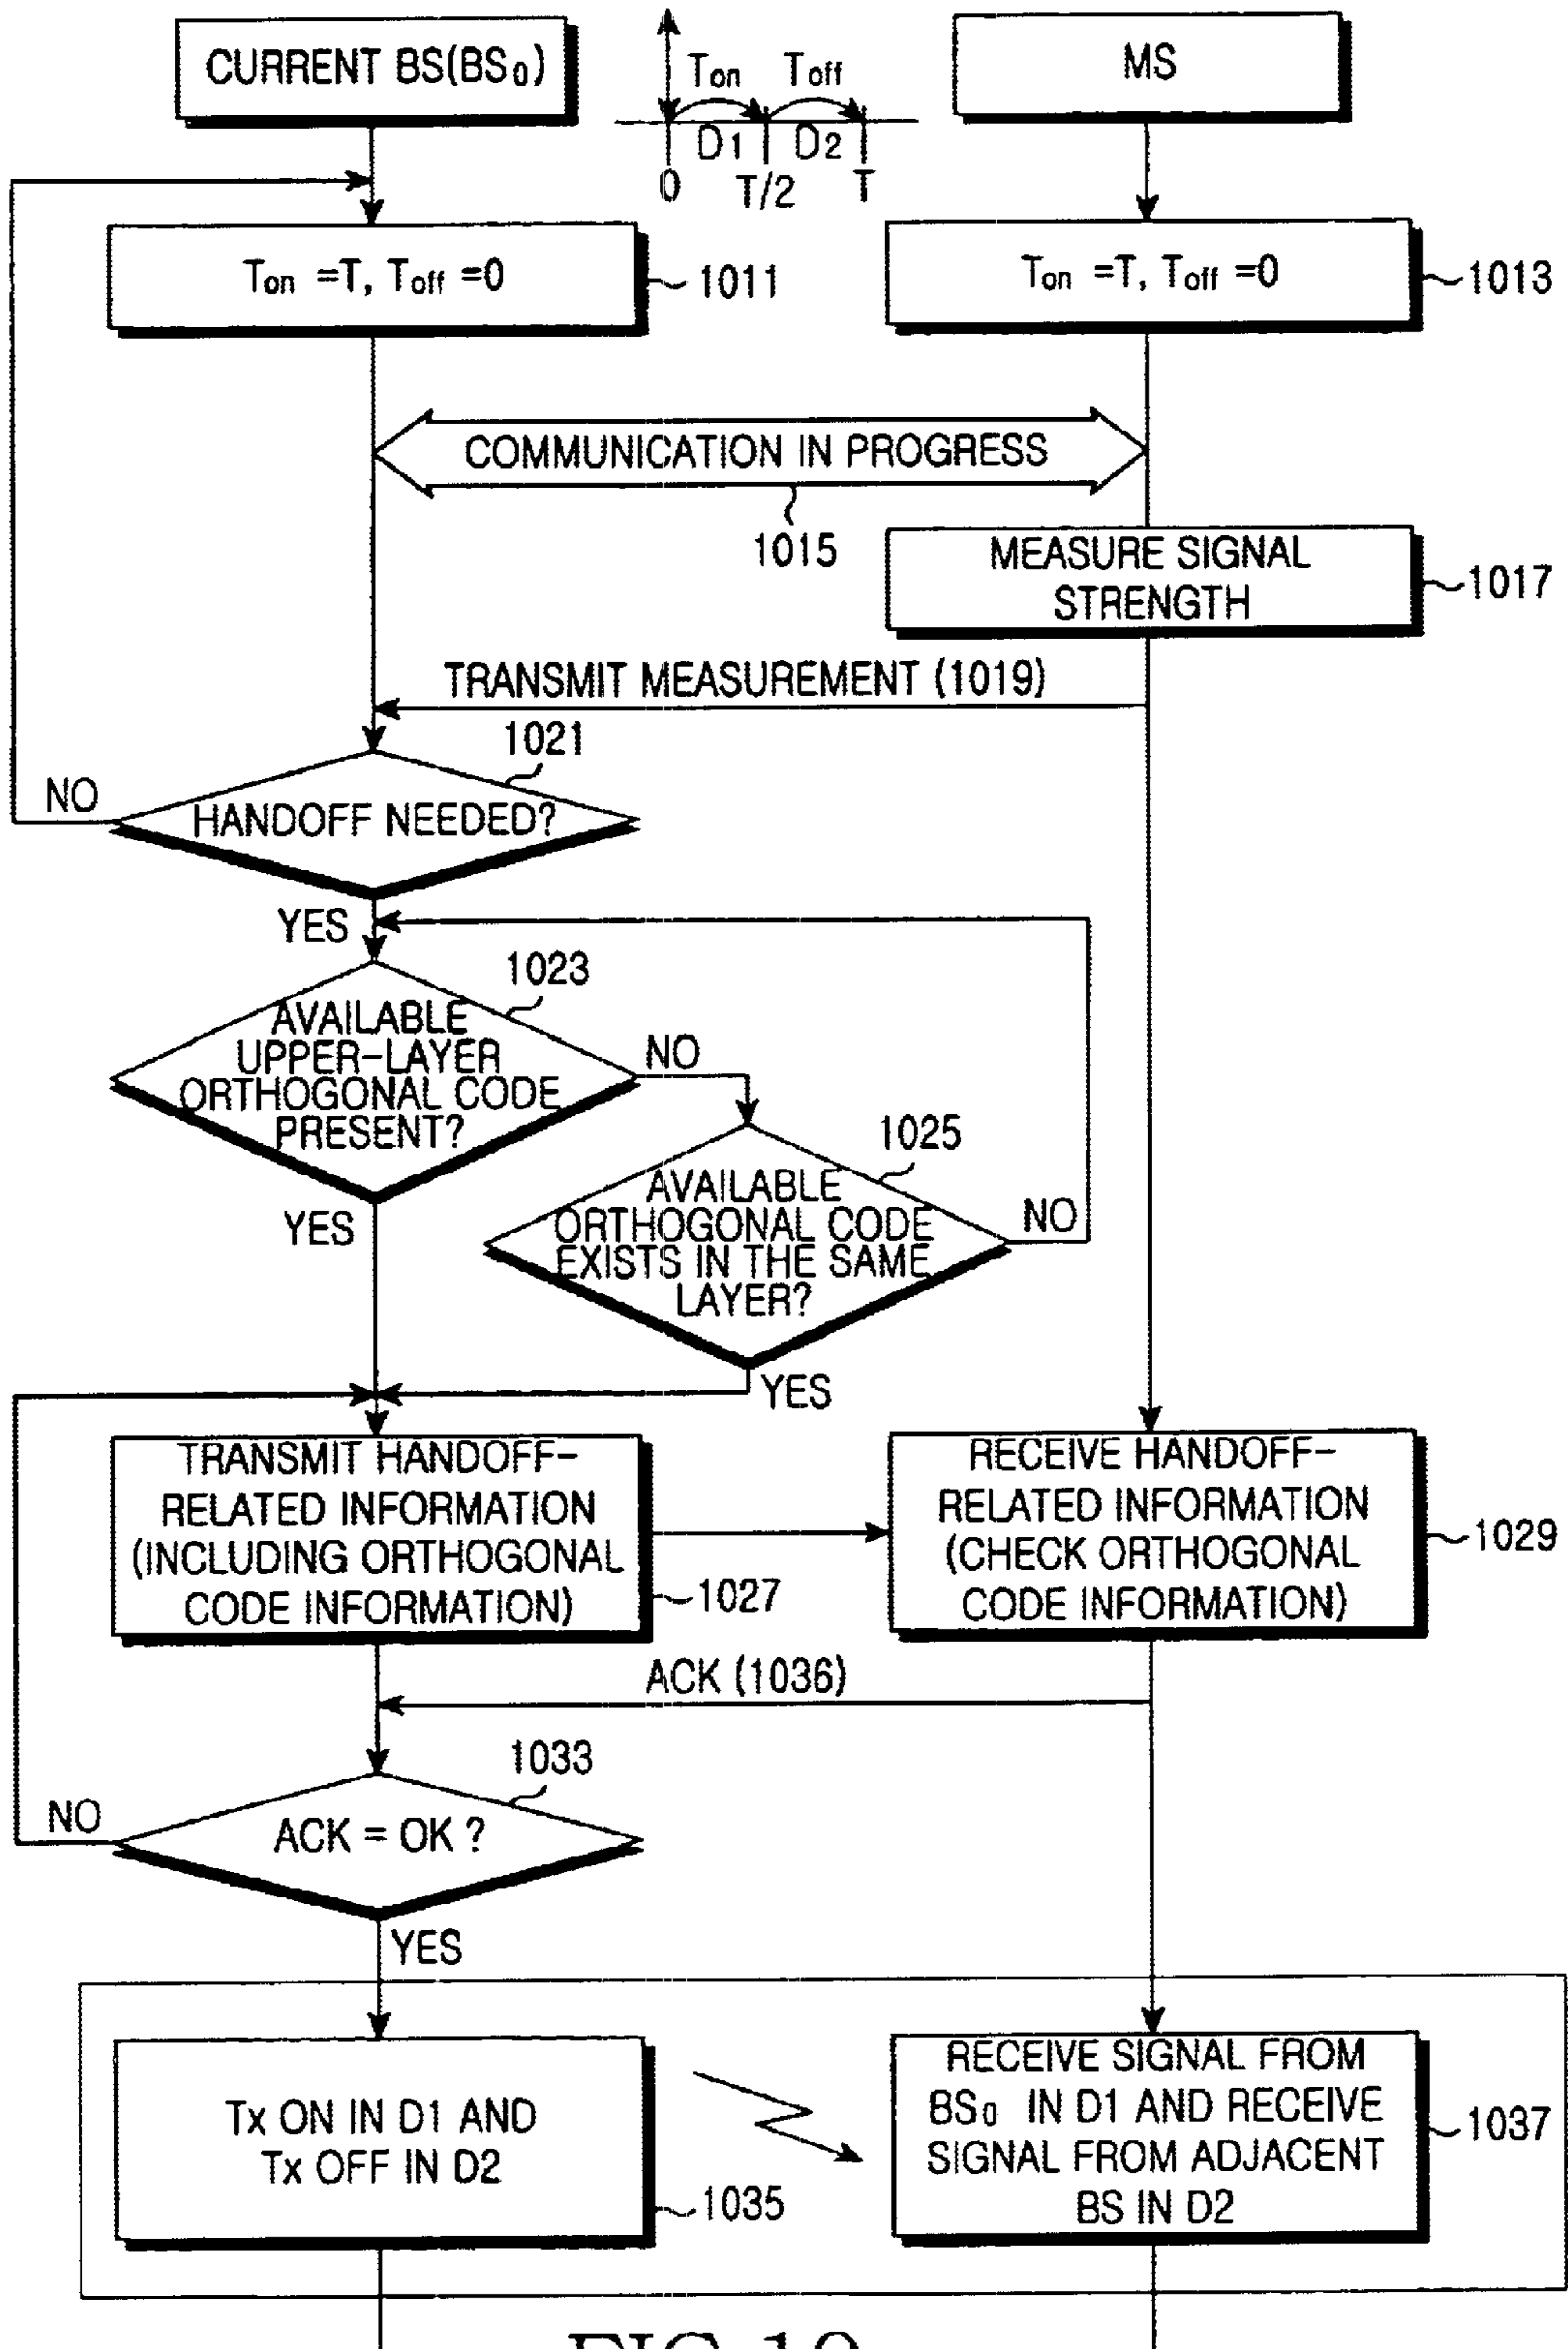 CURRENT BS(BS0)
Ton Toff
MS
D1 D2
0 T/2 T
Ton =T, Toff =0
1011
Ton =T, Toff =0
1013
COMMUNICATION IN PROGRESS
1015
MEASURE SIGNAL
STRENGTH
1017
TRANSMIT MEASUREMENT (1019)
1021
NO
HANDOFF NEEDED?
YES
1023
AVAILABLE
UPPER-LAYER
ORTHOGONAL CODE
PRESENT?
NO
1025
AVAILABLE
ORTHOGONAL CODE
EXISTS IN THE SAME
LAYER?
NO
YES
YES
TRANSMIT HANDOFF-
RELATED INFORMATION
(INCLUDING ORTHOGONAL
CODE INFORMATION)
1027
RECEIVE HANDOFF-
RELATED INFORMATION
(CHECK ORTHOGONAL
CODE INFORMATION)
1029
ACK (1036)
1033
NO
ACK = OK ?
YES
Tx ON IN D1 AND
Tx OFF IN D2
1035
RECEIVE SIGNAL FROM
BS0 IN D1 AND RECEIVE
SIGNAL FROM ADJACENT
BS IN D2
1037